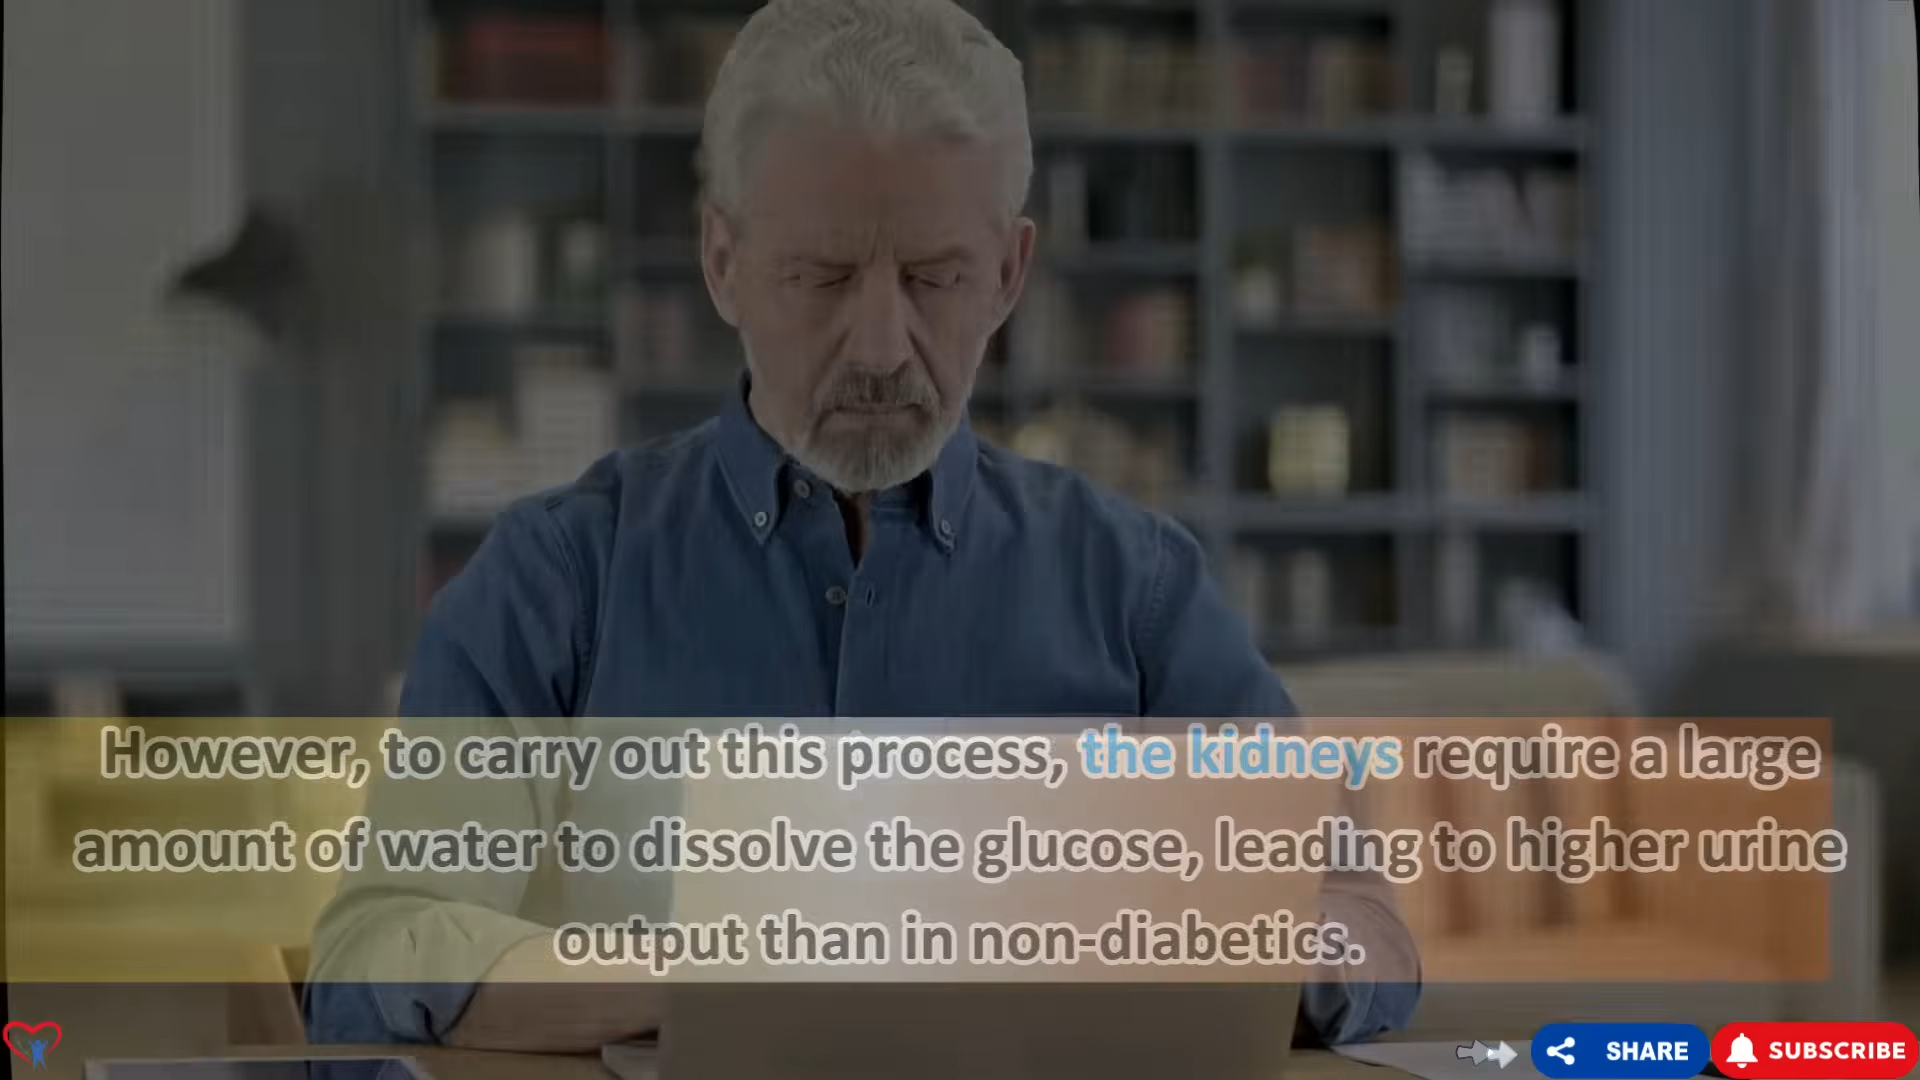 However, to carry out this process, the kidneys require a large
amount of water to dissolve the glucose, leading to higher urine
output than in non-diabetics.
SHARE
SUBSCRIBE